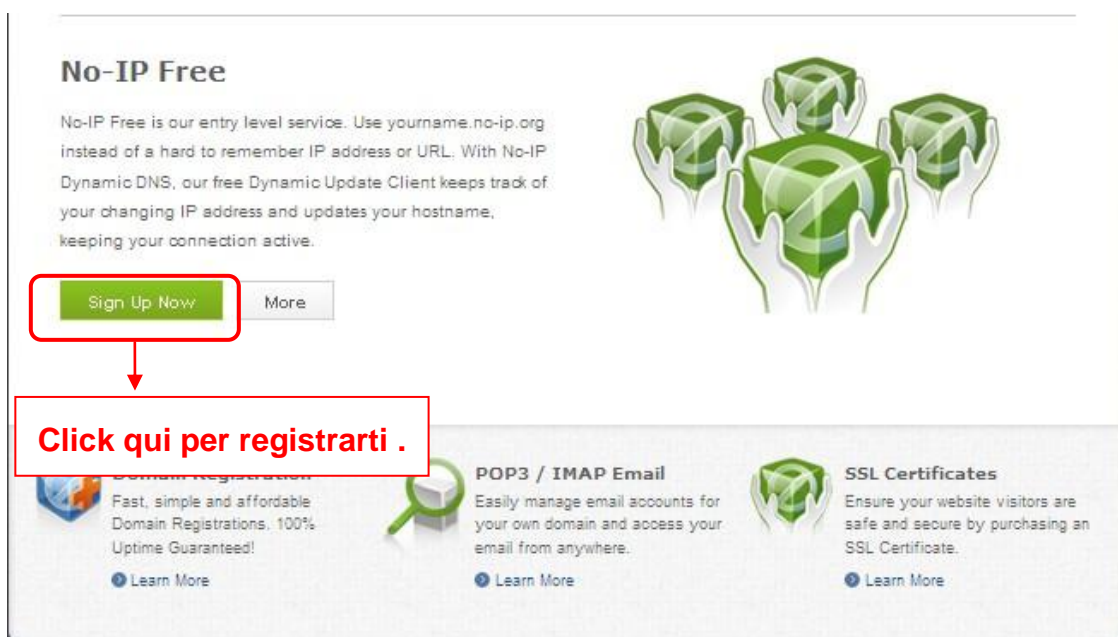 No-IP Free
No-IP Free is our entry level service. Use yourname.no-ip.org
instead of a hard to remember IP address or URL. With No-IP
Dynamic DNS, our free Dynamic Update Client keeps track of
your changing IP address and updates your hostname,
keeping your connection active.
Sign Up Now
More
Click qui per registrarti .
Domain Registration
Fast, simple and affordable
Domain Registrations. 100%
Uptime Guaranteed!
Learn More
POP3 / IMAP Email
Easily manage email accounts for
your own domain and access your
email from anywhere.
Learn More
SSL Certificates
Ensure your website visitors are
safe and secure by purchasing an
SSL Certificate.
Learn More